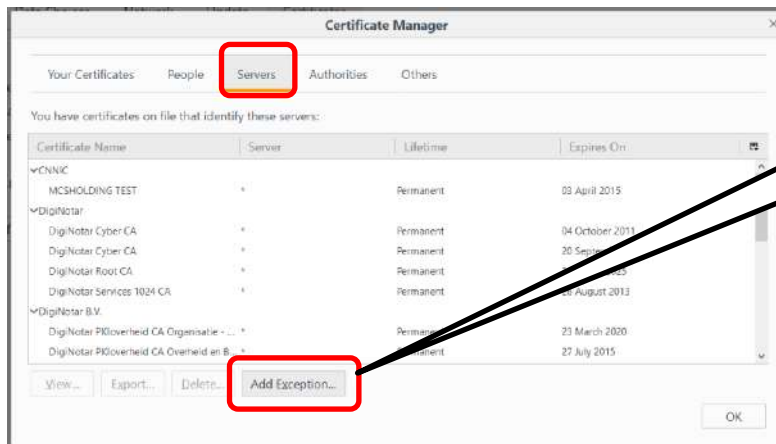 Certificate Manager
Your Certificates People Servers Authorities Others
You have certificates on file that identify these servers:
Certificate Name Server Lifetime Expires On
CNNIC
MCSHOLDING TEST * Permanent 03 April 2015
DigiNotar
DigiNotar Cyber CA * Permanent 04 October 2011
DigiNotar Cyber CA * Permanent 20
DigiNotar Root CA * Permanent
DigiNotar Services 1024 CA * Permanent August 2013
DigiNotar B.V.
DigiNotar PKIoverheid CA Organisatie - ... * Permanent 23 March 2020
DigiNotar PKIoverheid CA Overheid en B... * 27 July 2015
View... Export... Delete... Add Exception...
OK